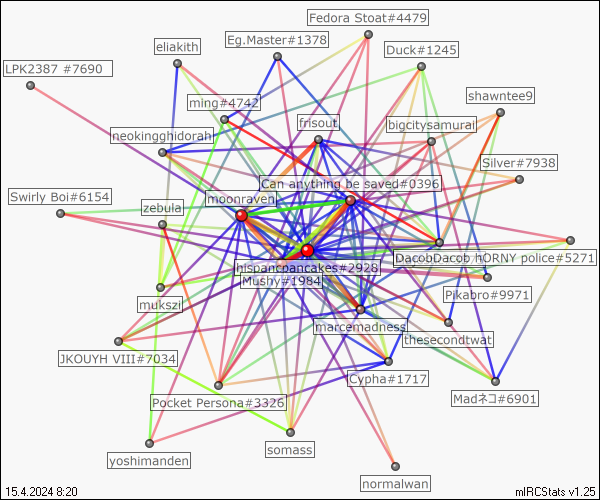 Fedora Stoat#4479
eliakith
Eg.Master#1378
Duck#1245
LPK2387 #7690
shawntee9
ming#4742
frisout
bigcitysamurai
neokingghidorah
Silver#7938
Can anything be saved#0396
Swirly Boi#6154
moonraven
zebula
DacobDacob
hORNY police#5271
hispancpancakes#2928
Mushy#1984
Pikabro#9971
mukszi
marcemadness
thesecondtwat
JKOUYH VIII#7034
Cypha#1717
Pocket Persona#3326
Madネコ#6901
somass
yoshimanden
normalwan
15.4.2024 8:20
mIRCStats v1.25